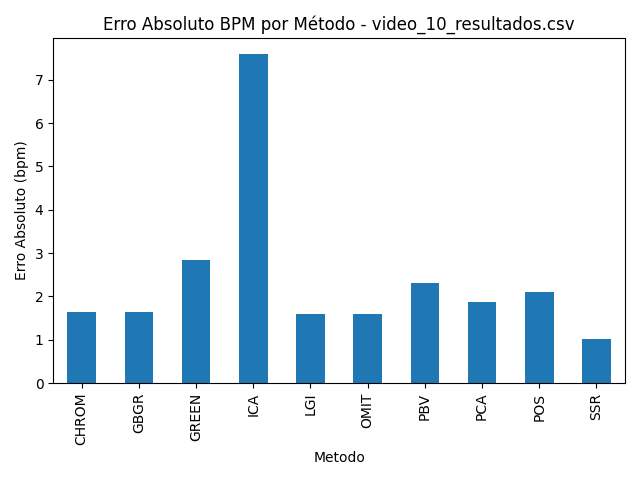 Erro Absoluto BPM por Método - video_10_resultados.csv
Erro Absoluto (bpm)
7
6
5
4
3
2
1
0
CHROM
GBGR
GREEN
ICA
LGI
OMIT
PBV
PCA
POS
SSR
Metodo